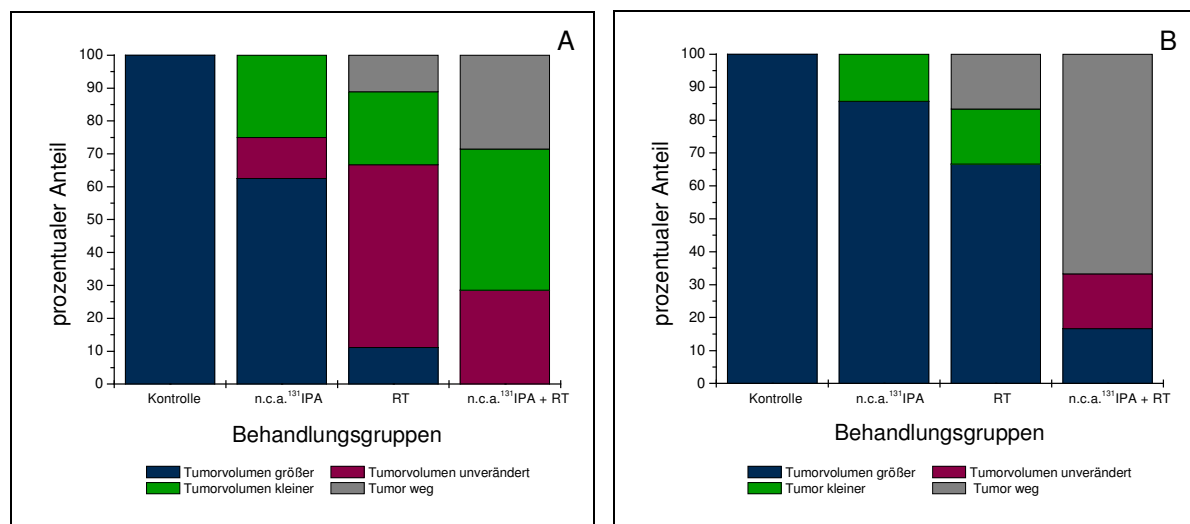 A
prozentualer Anteil
100
90
80
70
60
50
40
30
20
10
0
Kontrolle n.c.a.¹³¹IPA RT n.c.a.¹³¹IPA + RT
Behandlungsgruppen
Tumorvolumen größer Tumorvolumen unverändert
Tumorvolumen kleiner Tumor weg
B
prozentualer Anteil
100
90
80
70
60
50
40
30
20
10
0
Kontrolle n.c.a.¹³¹IPA RT n.c.a.¹³¹IPA + RT
Behandlungsgruppen
Tumorvolumen größer Tumorvolumen unverändert
Tumor kleiner Tumor weg